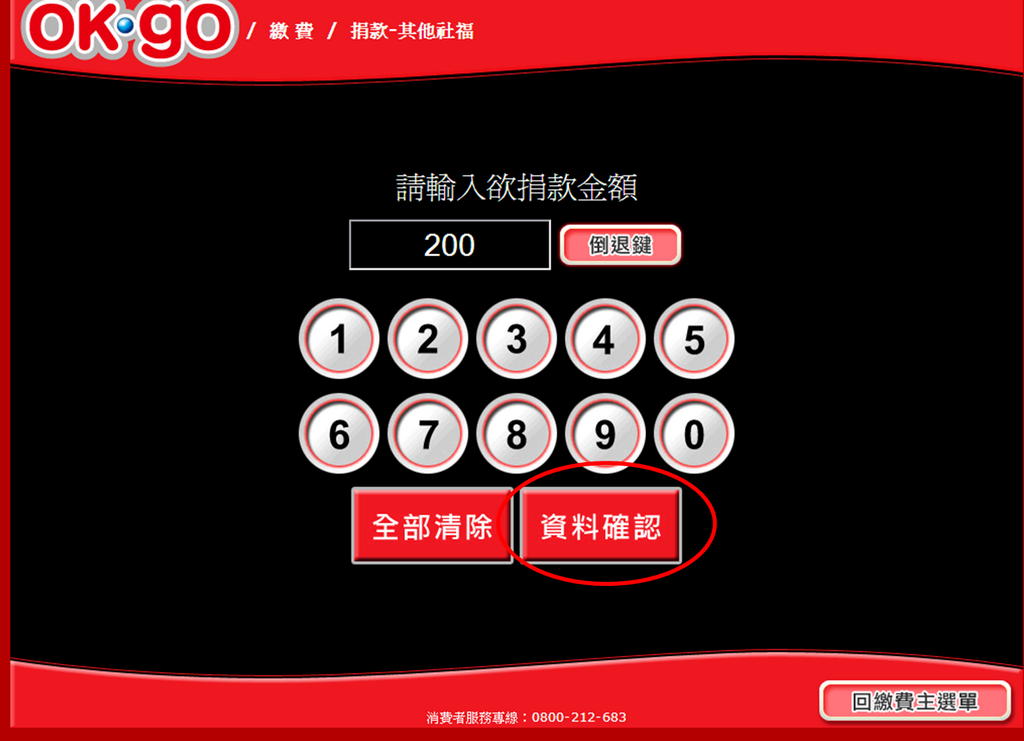 OK•go / 繳費 / 捐款-其他社福
請輸入欲捐款金額
200 倒退鍵
1 2 3 4 5
6 7 8 9 0
全部清除 資料確認
回繳費主選單
消費者服務專線：0800-212-683